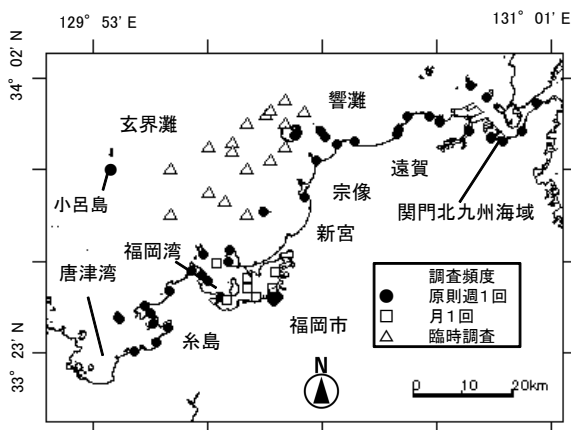 129° 53' E
131° 01' E
34° 02' N
33° 23' N
響灘
玄界灘
遠賀
宗像
小呂島
関門北九州海域
新宮
福岡湾
唐津湾
調査頻度
原則週1回
月1回
臨時調査
福岡市
糸島
N
0 10 20km